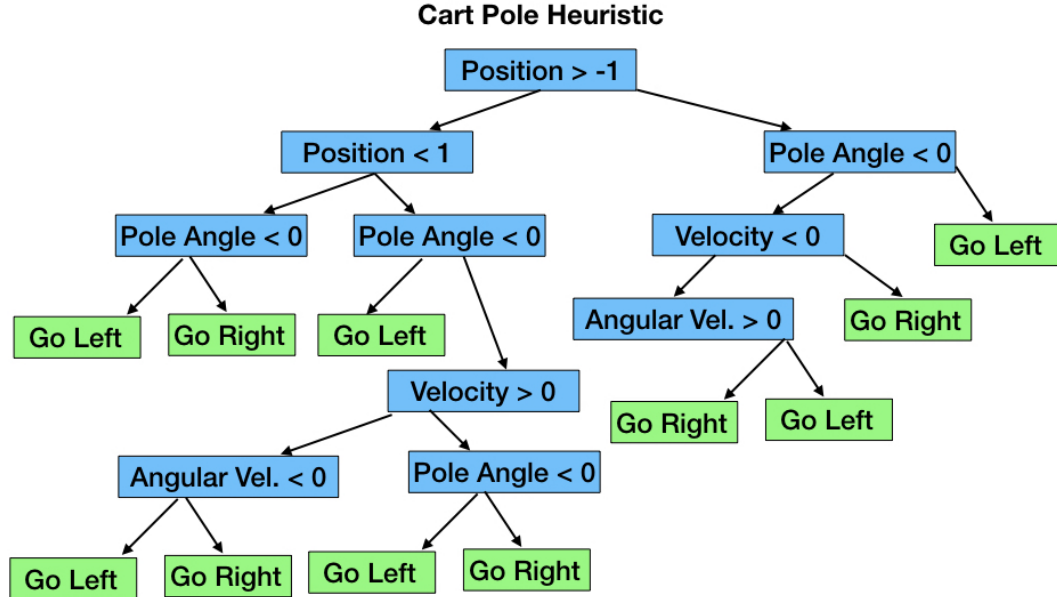 Cart Pole Heuristic
Position > -1
Position < 1
Pole Angle < 0
Pole Angle < 0
Pole Angle < 0
Velocity < 0
Go Left
Go Left
Go Right
Go Left
Angular Vel. > 0
Go Right
Velocity > 0
Go Right
Go Left
Angular Vel. < 0
Pole Angle < 0
Go Left
Go Right
Go Left
Go Right